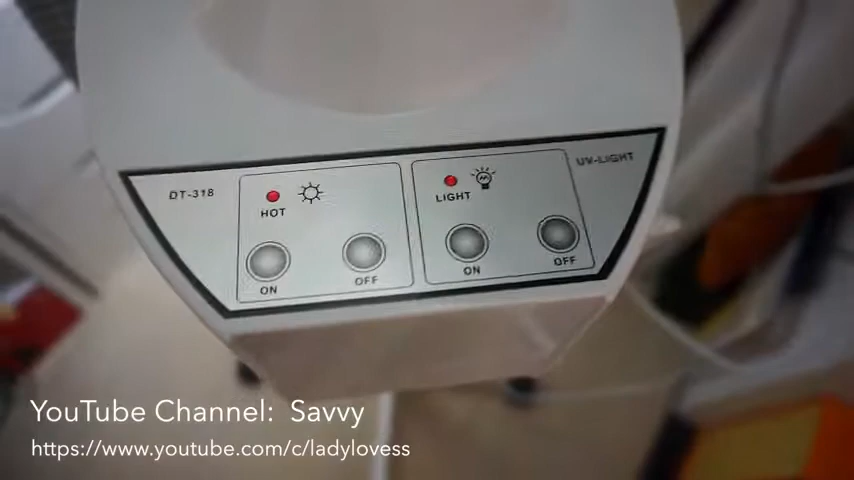 DT-318
HOT
ON
OFF
LIGHT
ON
OFF
UV-LIGHT
YouTube Channel: Savvy
https://www.youtube.com/c/ladylovess